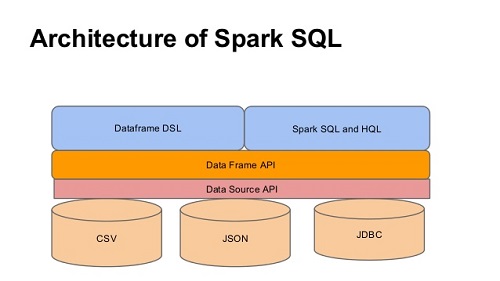 Architecture of Spark SQL
Dataframe DSL
Spark SQL and HQL
Data Frame API
Data Source API
CSV
JSON
JDBC